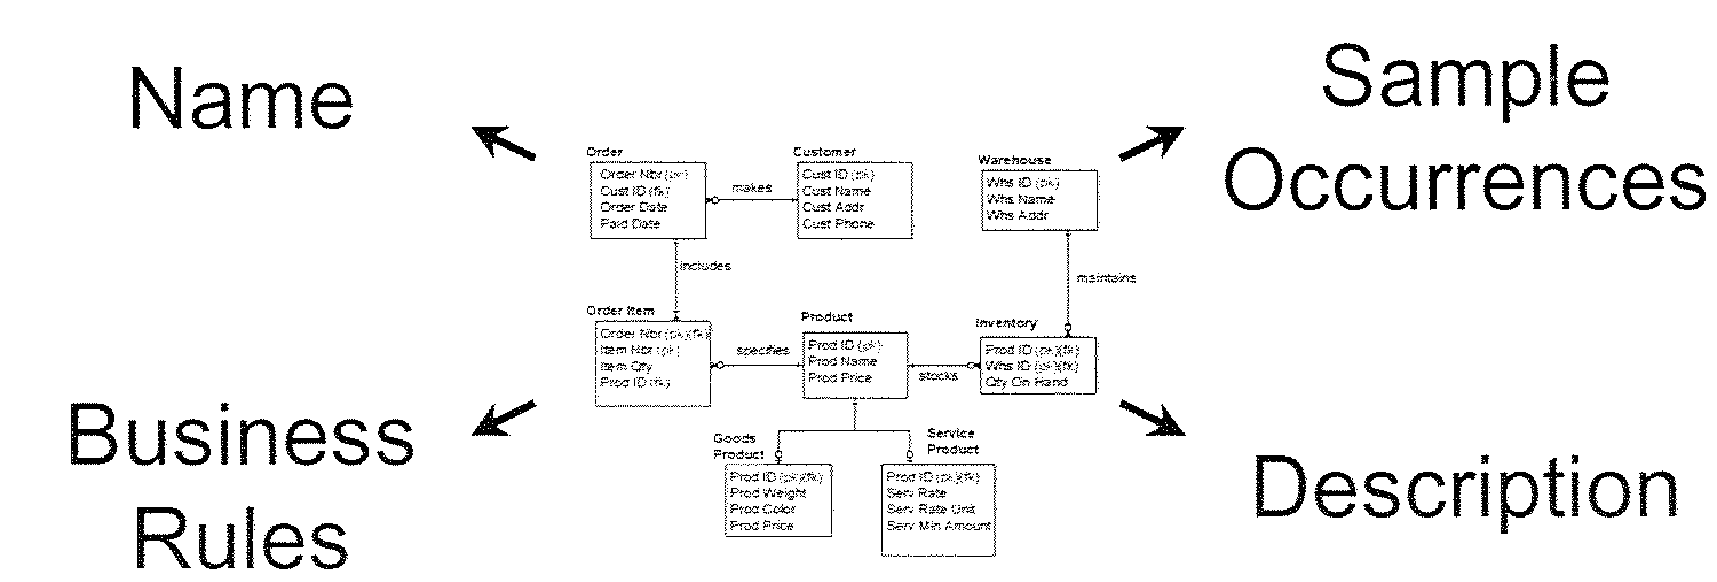 Name
Sample
Occurrences
Order
Order Nbr (pk)
Cust ID (fk)
Order Date
Paid Date
makes
Customer
Cust ID (pk)
Cust Name
Cust Addr
Cust Phone
Warehouse
Whs ID (pk)
Whs Name
Whs Addr
includes
maintains
Order Item
Order Nbr (pk)(fk)
Item Nbr (pk)
Item Qty
Prod ID (fk)
specifies
Product
Prod ID (pk)
Prod Name
Prod Price
stocks
Inventory
Prod ID (pk)(fk)
Whs ID (pk)(fk)
Qty On Hand
Business
Rules
Goods
Product
Prod ID (pk)(fk)
Prod Weight
Prod Color
Prod Price
Service
Product
Prod ID (pk)(fk)
Serv Rate
Serv Rate Unit
Serv Min Amount
Description